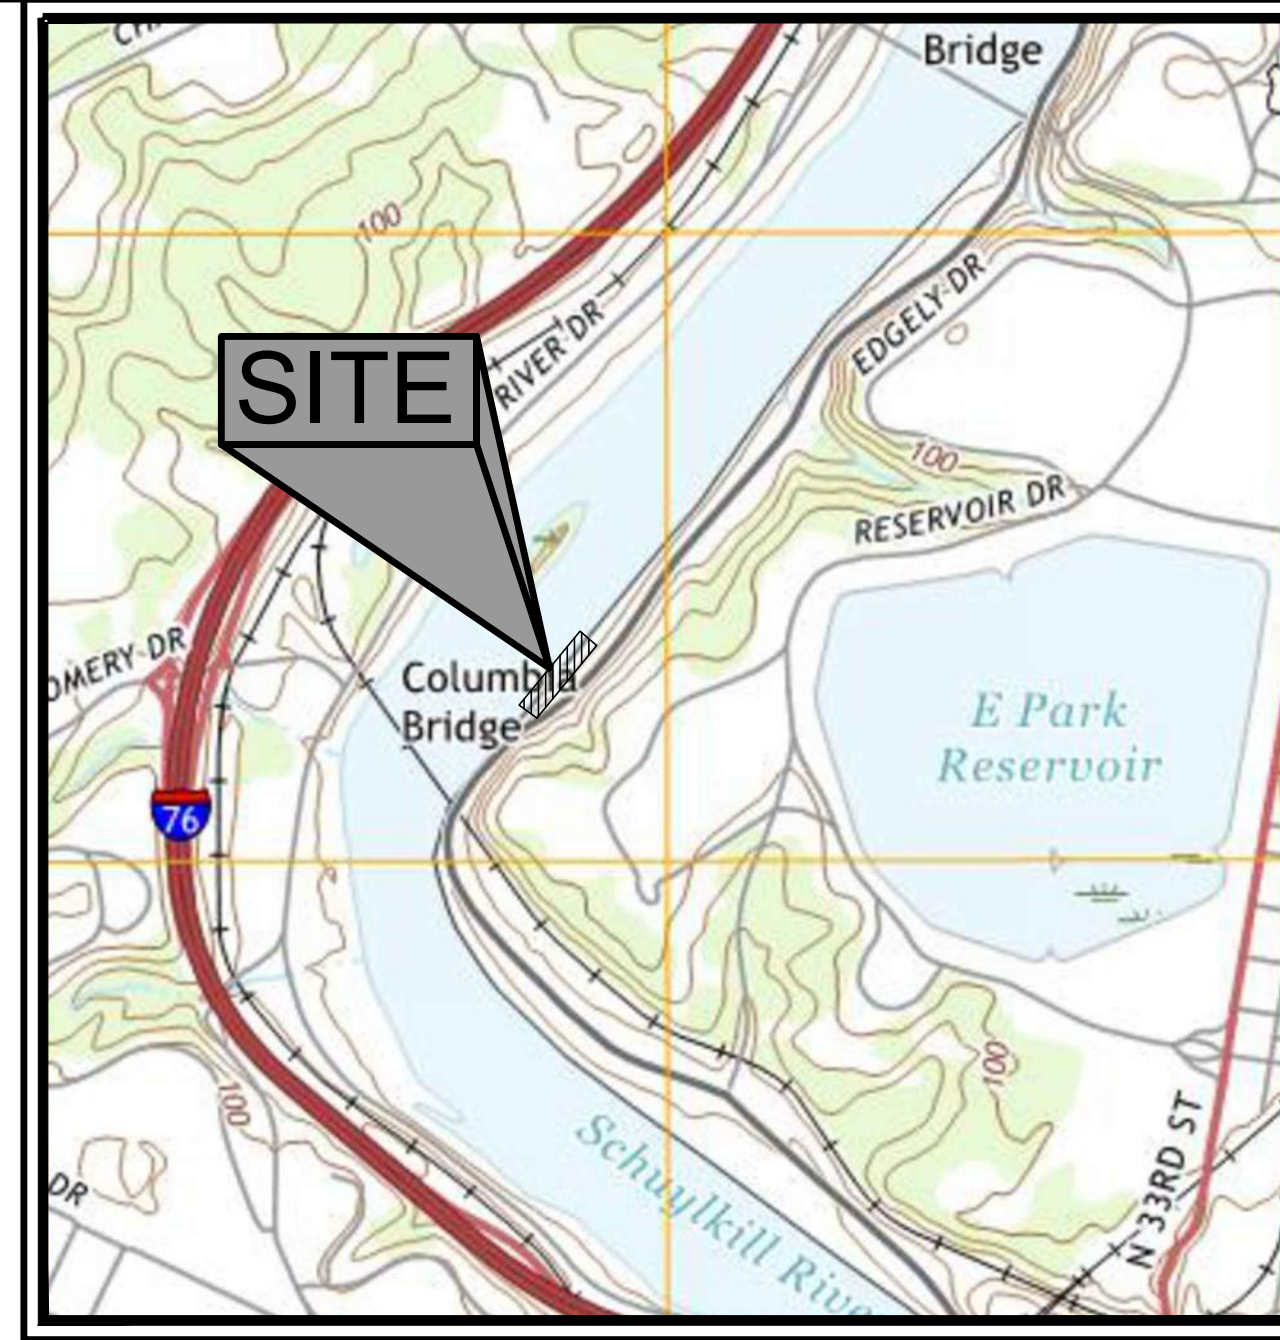 Bridge
100
EDGELY DR
RIVER DR
SITE
100
RESERVOIR DR
OMERY DR
Columbia
Bridge
E Park
Reservoir
76
100
100
Schuylkill Rive
N 33RD ST
DR